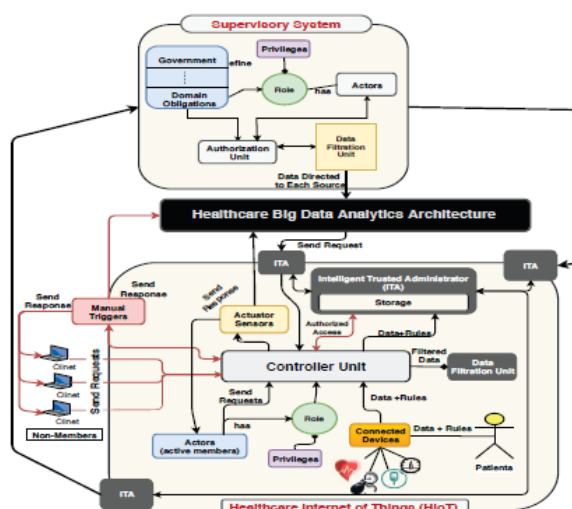 Supervisory System
Government
efine
Domain
Obligations
Privileges
Role
has
Actors
Authorization
Unit
Data
Filtration
Unit
Data Directed
to Each Source
Healthcare Big Data Analytics Architecture
Send Request
ITA
ITA
Intelligent Trusted Administrator
(ITA)
Storage
Send
Response
Send
Response
Manual
Triggers
Send
Response
Actuator
Sensors
Authorized
Access
Data+Rules
Clinet
Clinet
Clinet
Send Requests
Non-Members
Controller Unit
Filtered
Data
Data
Filtration Unit
Send
Requests
has
Role
Data +Rules
Actors
(active members)
Privileges
Connected
Devices
Data + Rules
Patients
ITA
Healthcare Internet of Things (HIoT)